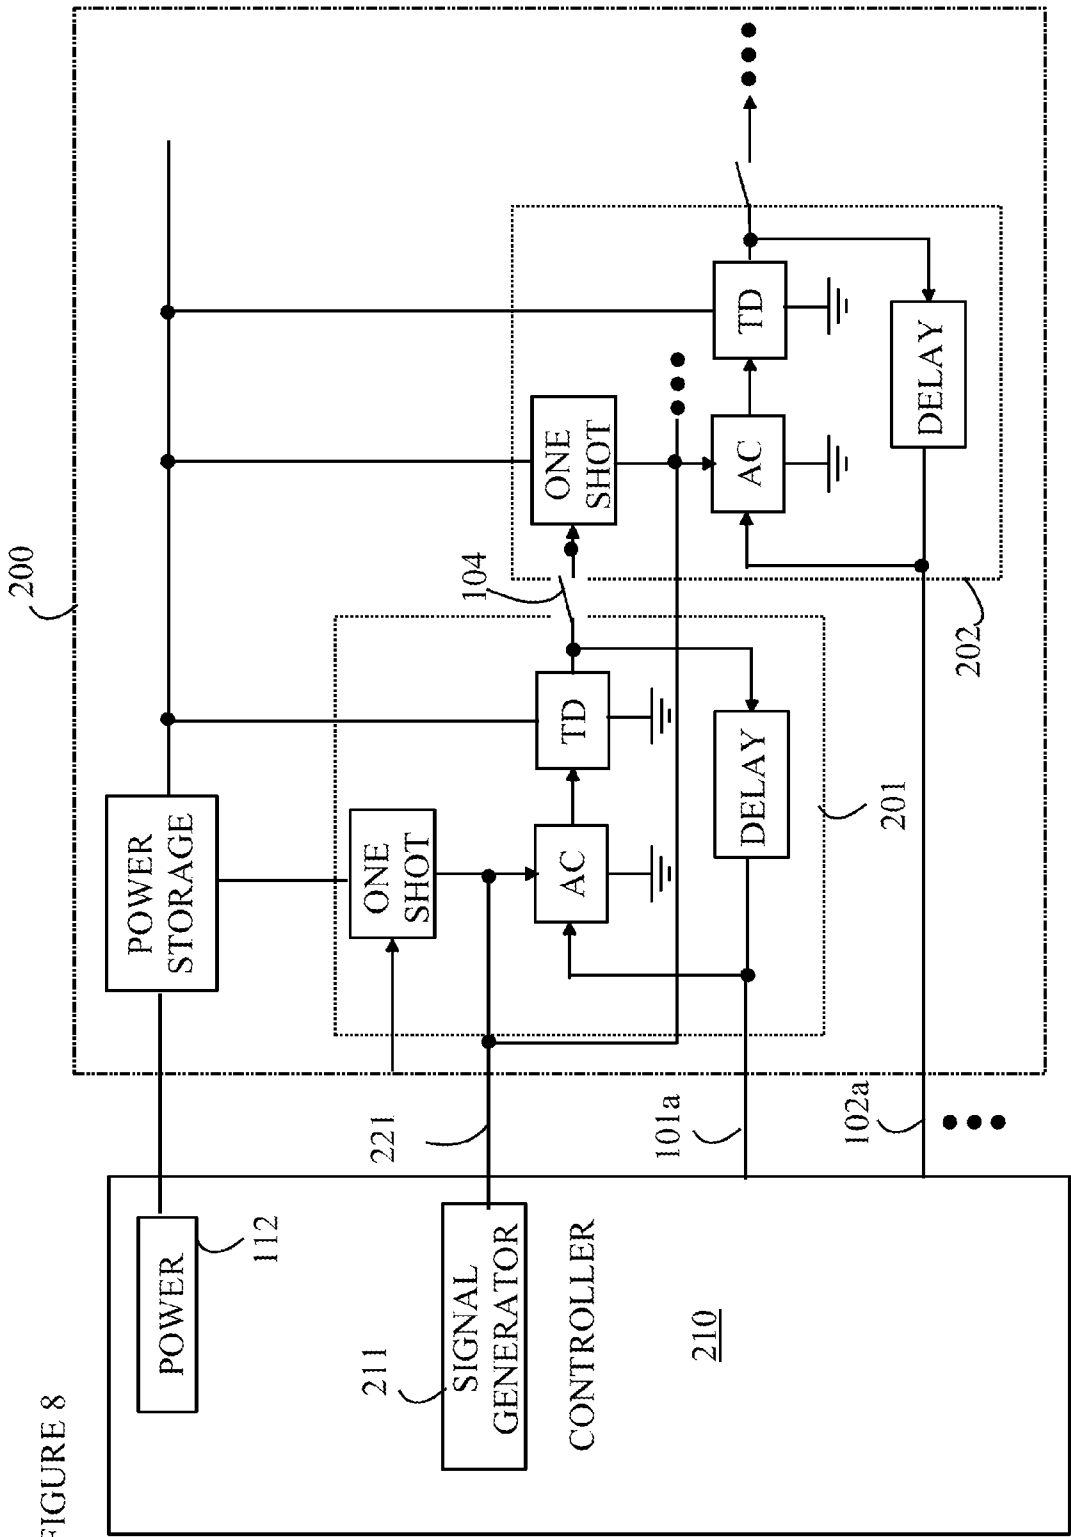 FIGURE 8
200
POWER
112
POWER
STORAGE
211
SIGNAL
GENERATOR
221
CONTROLLER
210
ONE
SHOT
AC
TD
DELAY
104
201
101a
ONE
SHOT
AC
TD
DELAY
202
102a